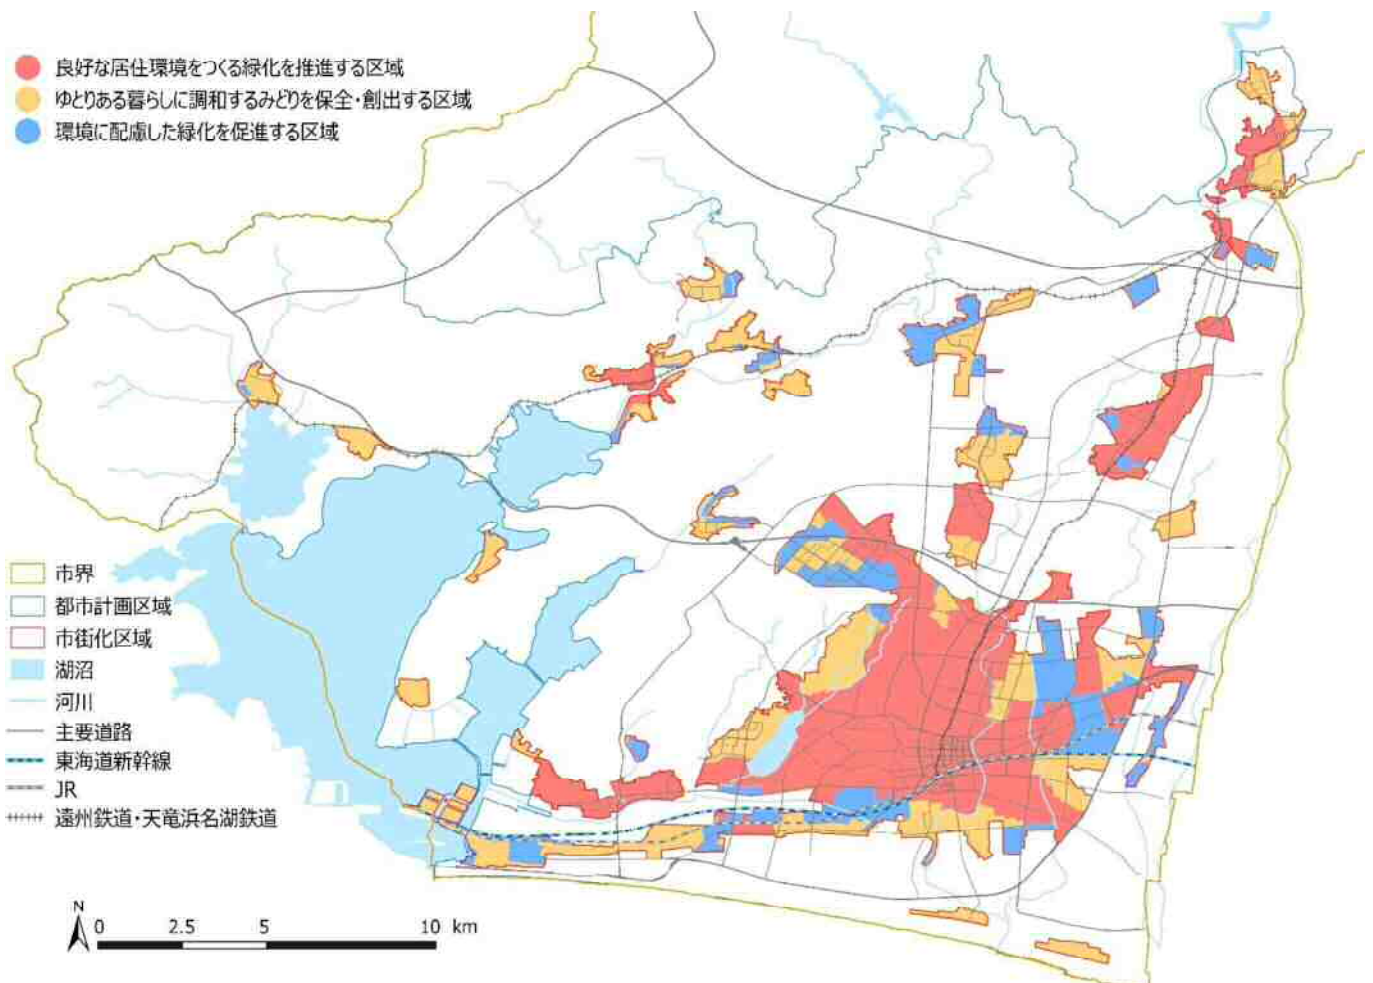 良好な居住環境をつくる緑化を推進する区域
ゆとりある暮らしに調和するみどりを保全・創出する区域
環境に配慮した緑化を促進する区域
市界
都市計画区域
市街化区域
湖沼
河川
主要道路
東海道新幹線
JR
遠州鉄道・天竜浜名湖鉄道
N
0 2.5 5 10 km